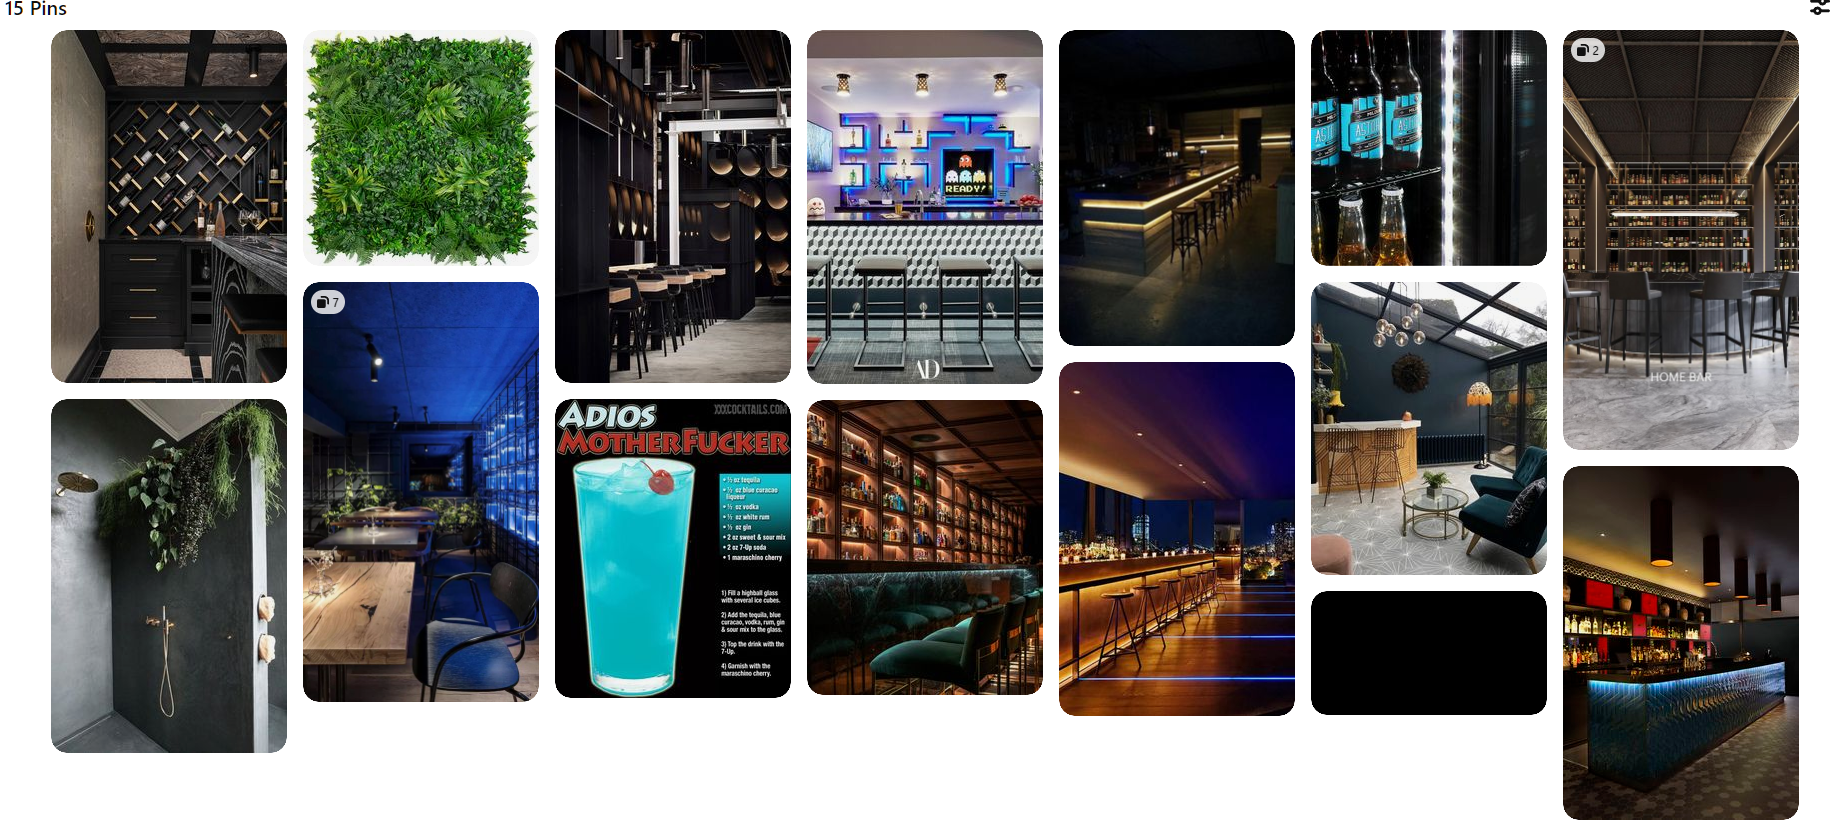 15 Pins
2
READY!
AD
7
HOME BAR
ADIOS
XXXCOCKTAILS.COM
MOTHERFUCKER
• ½ oz tequila
• ½ oz blue curacao
liqueur
• ½ oz vodka
• ½ oz white rum
• ½ oz gin
• 2 oz sweet & sour mix
• 2 oz 7-Up soda
• 1 maraschino cherry
1) Fill a highball glass
with several ice cubes.
2) Add the tequila, blue
curacao, vodka, rum, gin
& sour mix to the glass.
3) Top the drink with the
7-Up.
4) Garnish with the
maraschino cherry.